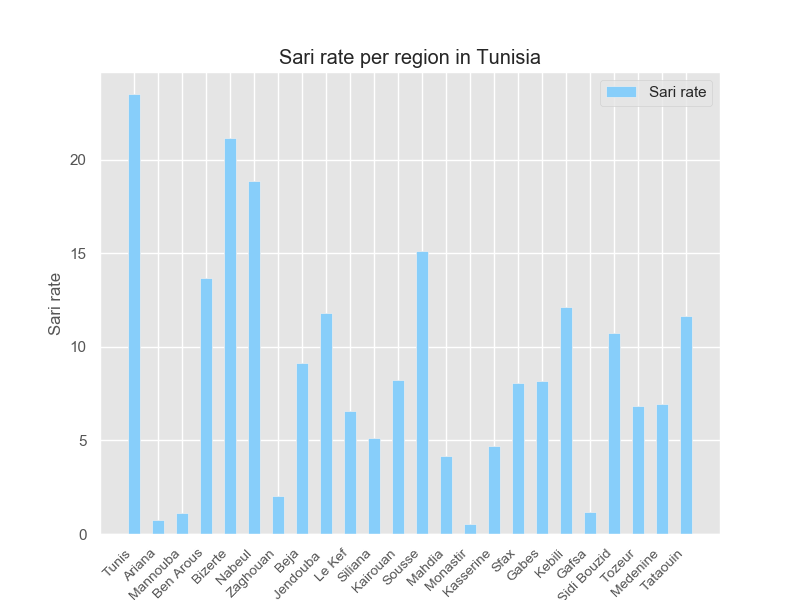 Sari rate per region in Tunisia
Sari rate
Sari rate
20
15
10
5
0
Tunis
Ariana
Mannouba
Ben Arous
Bizerte
Nabeul
Zaghouan
Beja
Jendouba
Le Kef
Siliana
Kairouan
Sousse
Mahdia
Monastir
Kasserine
Sfax
Gabes
Kebili
Gafsa
Sidi Bouzid
Tozeur
Medenine
Tataouin